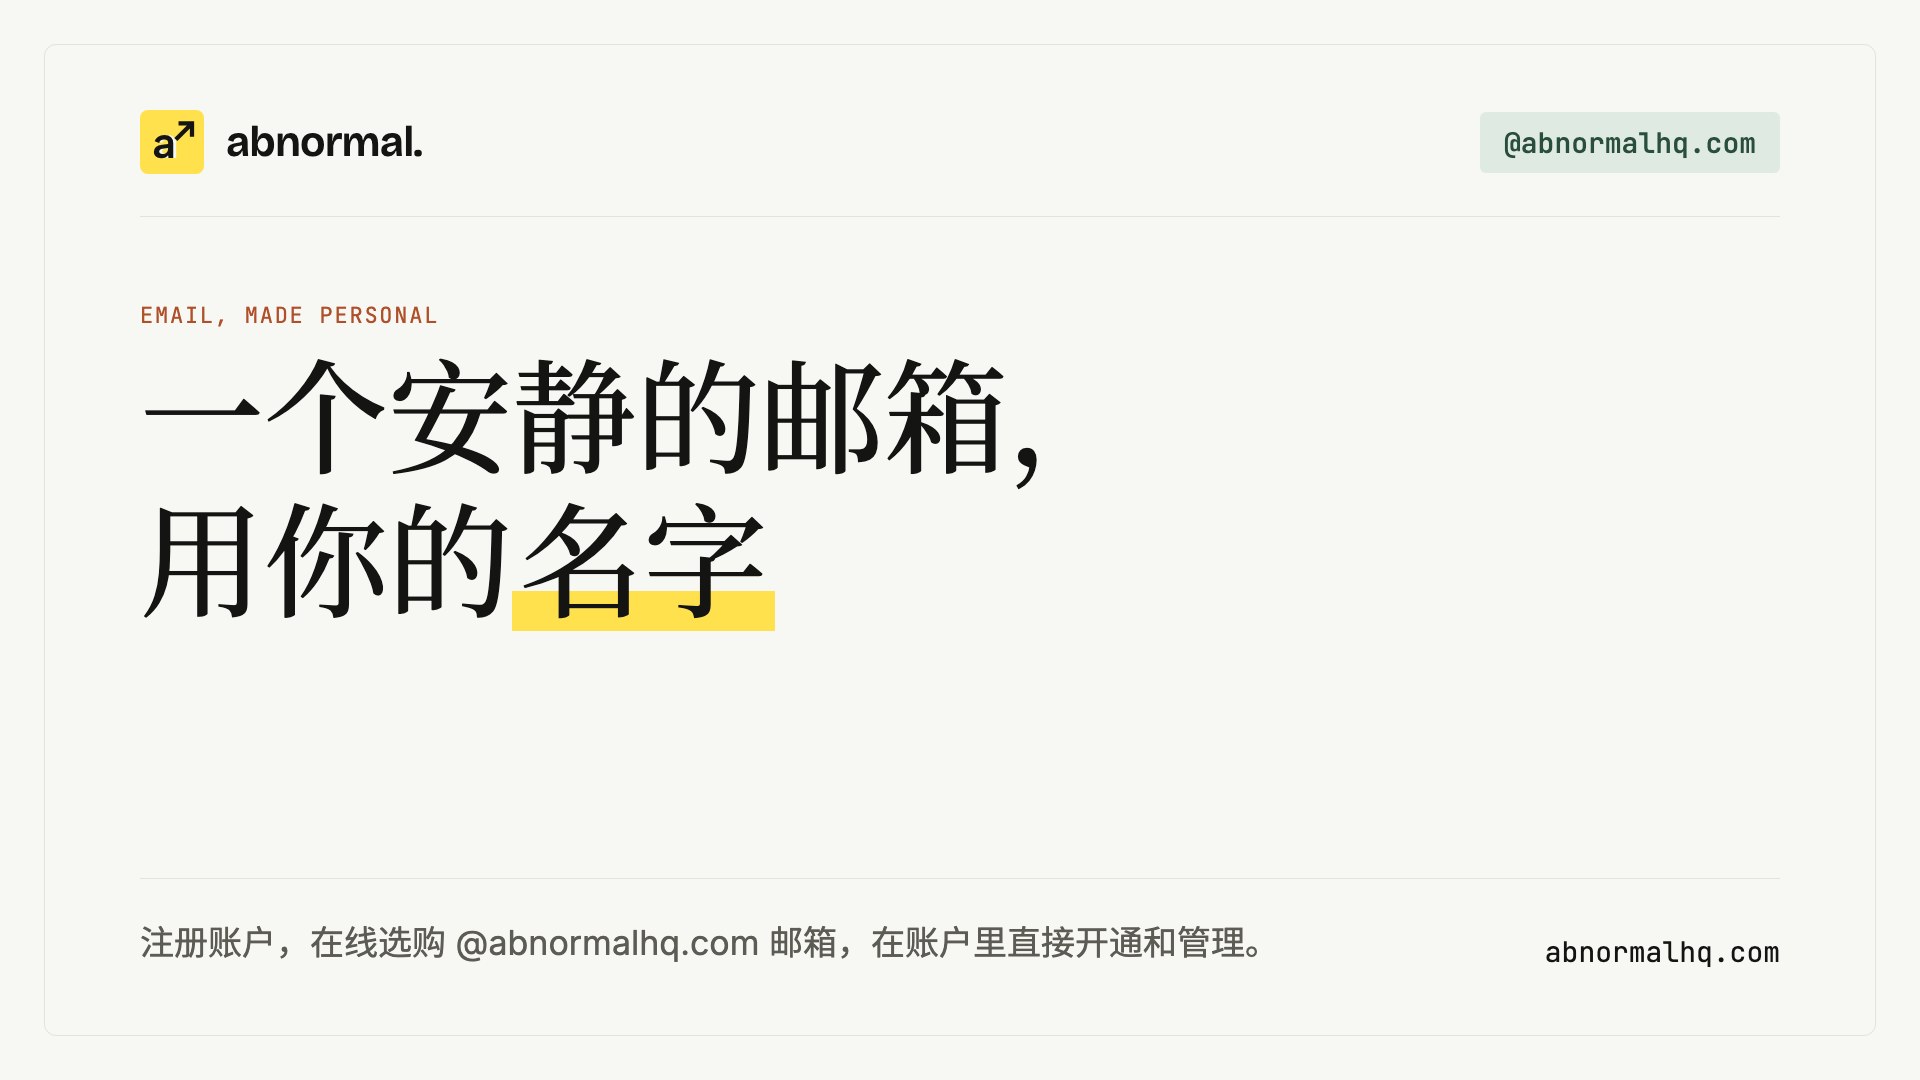 a↗ abnormal.
@abnormalhq.com
EMAIL, MADE PERSONAL
一个安静的邮箱，
用你的名字
注册账户，在线选购 @abnormalhq.com 邮箱，在账户里直接开通和管理。
abnormalhq.com